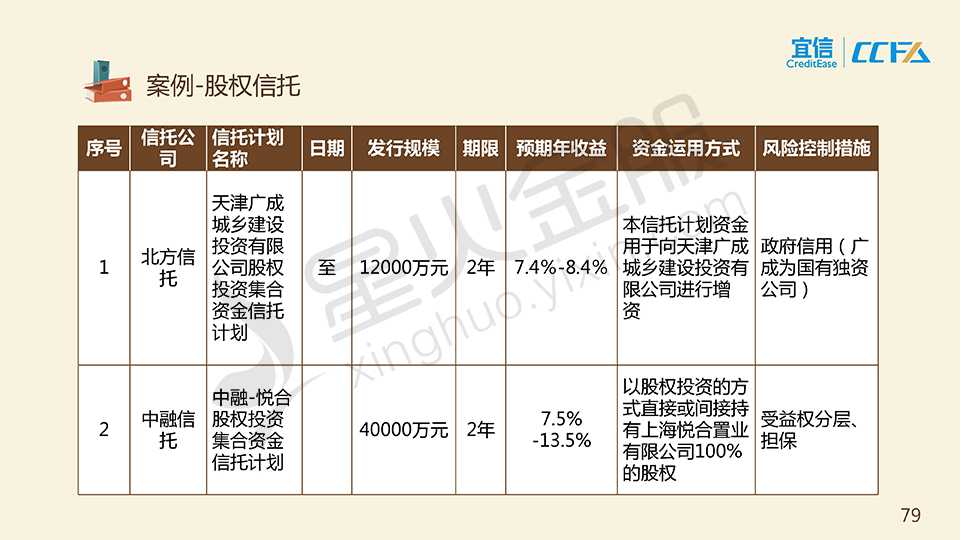 宜信
CreditEase
CCFA
案例-股权信托
序号
信托公
司
信托计划
名称
日期
发行规模
期限
预期年收益
资金运用方式
风险控制措施
1
北方信
托
天津广成
城乡建设
投资有限
公司股权
投资集合
资金信托
计划
至
12000万元
2年
7.4%-8.4%
本信托计划资金
用于向天津广成
城乡建设投资有
限公司进行增
资
政府信用（广
成为国有独资
公司）
2
中融信
托
中融-悦合
股权投资
集合资金
信托计划
40000万元
2年
7.5%
-13.5%
以股权投资的方
式直接或间接持
有上海悦合置业
有限公司100%
的股权
受益权分层、
担保
星火金服
xinghuo.yixin.com
79